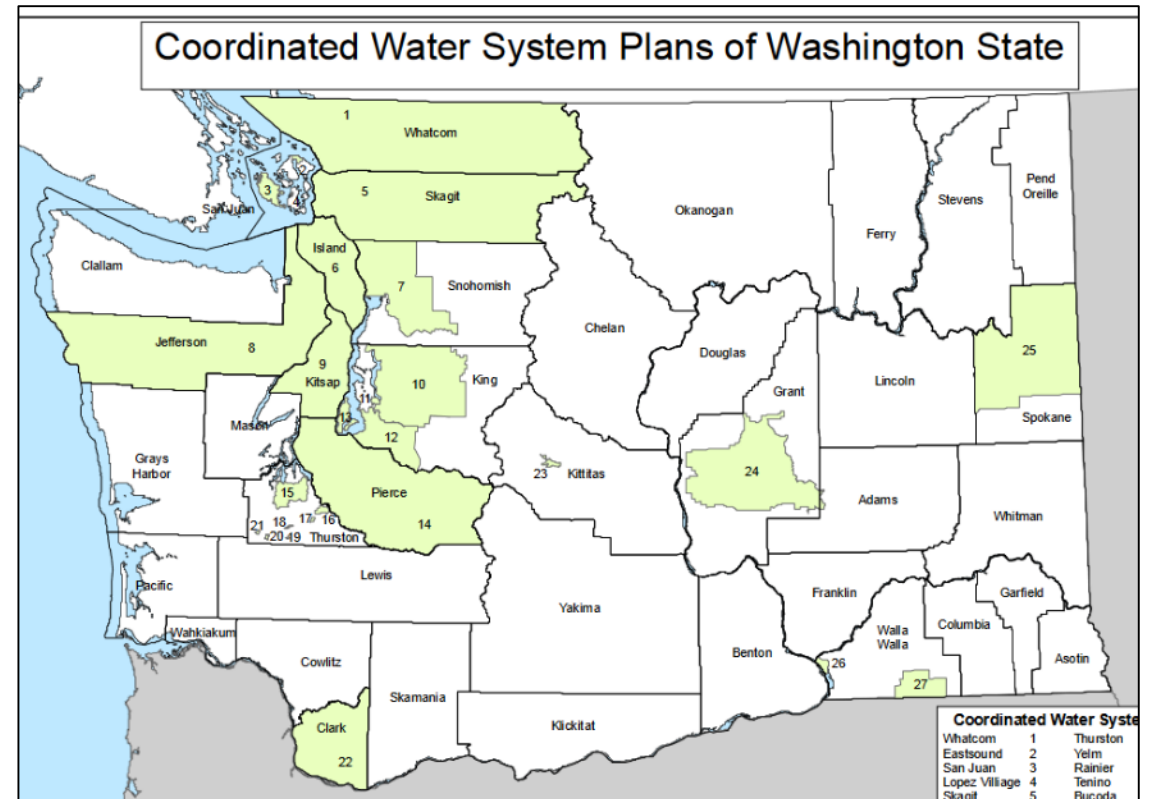 Coordinated Water System Plans of Washington State
1
Whatcom
2
3
4
San Juan
5
Skagit
Okanogan
Ferry
Stevens
Pend
Oreille
Island
6
Clallam
7
Snohomish
Chelan
Douglas
Jefferson
8
9
Kitsap
10
King
11
12
13
Grant
Lincoln
25
Spokane
Mason
Grays
Harbor
Pierce
14
23
Kittitas
24
Adams
Whitman
15
21
18
17
16
20
49
Thurston
Pacific
Lewis
Yakima
Franklin
Garfield
Wahkiakum
Cowlitz
Skamania
Benton
Walla
Walla
Columbia
Asotin
26
27
Clark
22
Klickitat
Coordinated Water Syste
Whatcom 1 Thurston
Eastsound 2 Yelm
San Juan 3 Rainier
Lopez Villiage 4 Tenino
Skagit 5 Bucoda